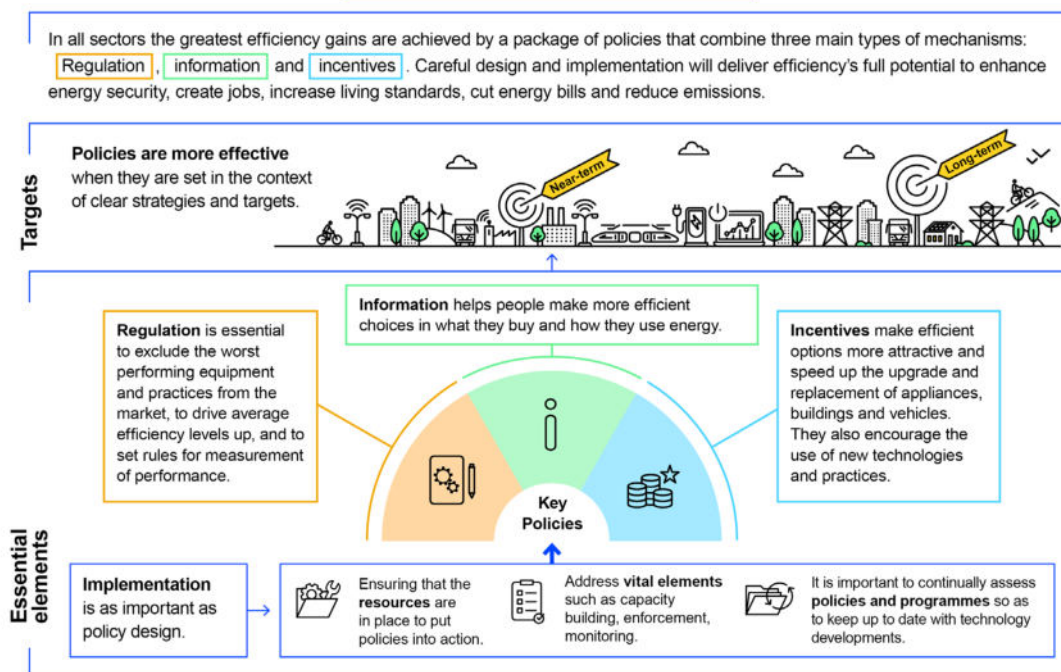 In all sectors the greatest efficiency gains are achieved by a package of policies that combine three main types of mechanisms:
Regulation , information and incentives . Careful design and implementation will deliver efficiency's full potential to enhance
energy security, create jobs, increase living standards, cut energy bills and reduce emissions.
Targets
Policies are more effective
when they are set in the context
of clear strategies and targets.
Near-term
Long-term
Essential
elements
Information helps people make more efficient
choices in what they buy and how they use energy.
Regulation is essential
to exclude the worst
performing equipment
and practices from the
market, to drive average
efficiency levels up, and to
set rules for measurement
of performance.
Incentives make efficient
options more attractive and
speed up the upgrade and
replacement of appliances,
buildings and vehicles.
They also encourage the
use of new technologies
and practices.
i
Key
Policies
Implementation
is as important as
policy design.
Ensuring that the
resources are
in place to put
policies into action.
Address vital elements
such as capacity
building, enforcement,
monitoring.
It is important to continually assess
policies and programmes so as
to keep up to date with technology
developments.